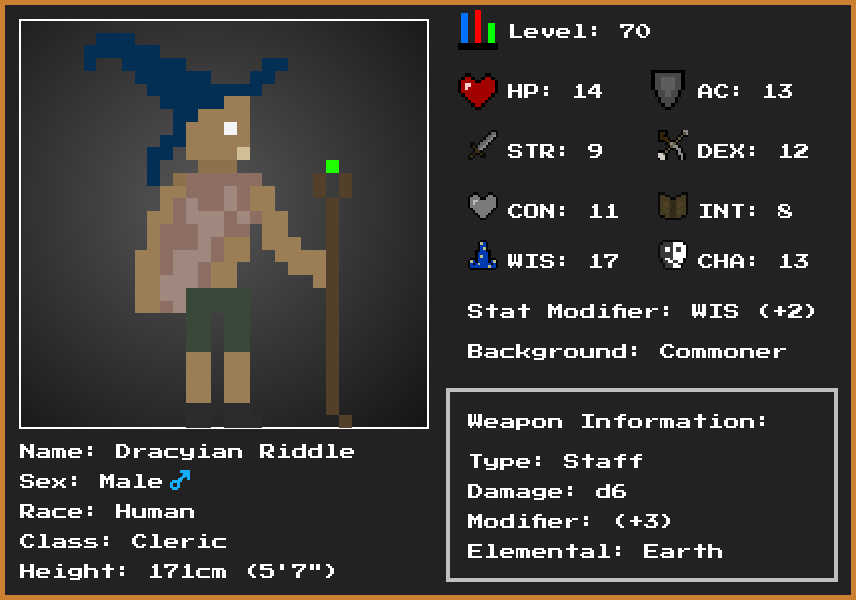 Level: 70
HP: 14
AC: 13
STR: 9
DEX: 12
CON: 11
INT: 8
WIS: 17
CHA: 13
Stat Modifier: WIS (+2)
Background: Commoner
Weapon Information:
Type: Staff
Damage: d6
Modifier: (+3)
Elemental: Earth
Name: Dracyian Riddle
Sex: Male♂
Race: Human
Class: Cleric
Height: 171cm (5'7")